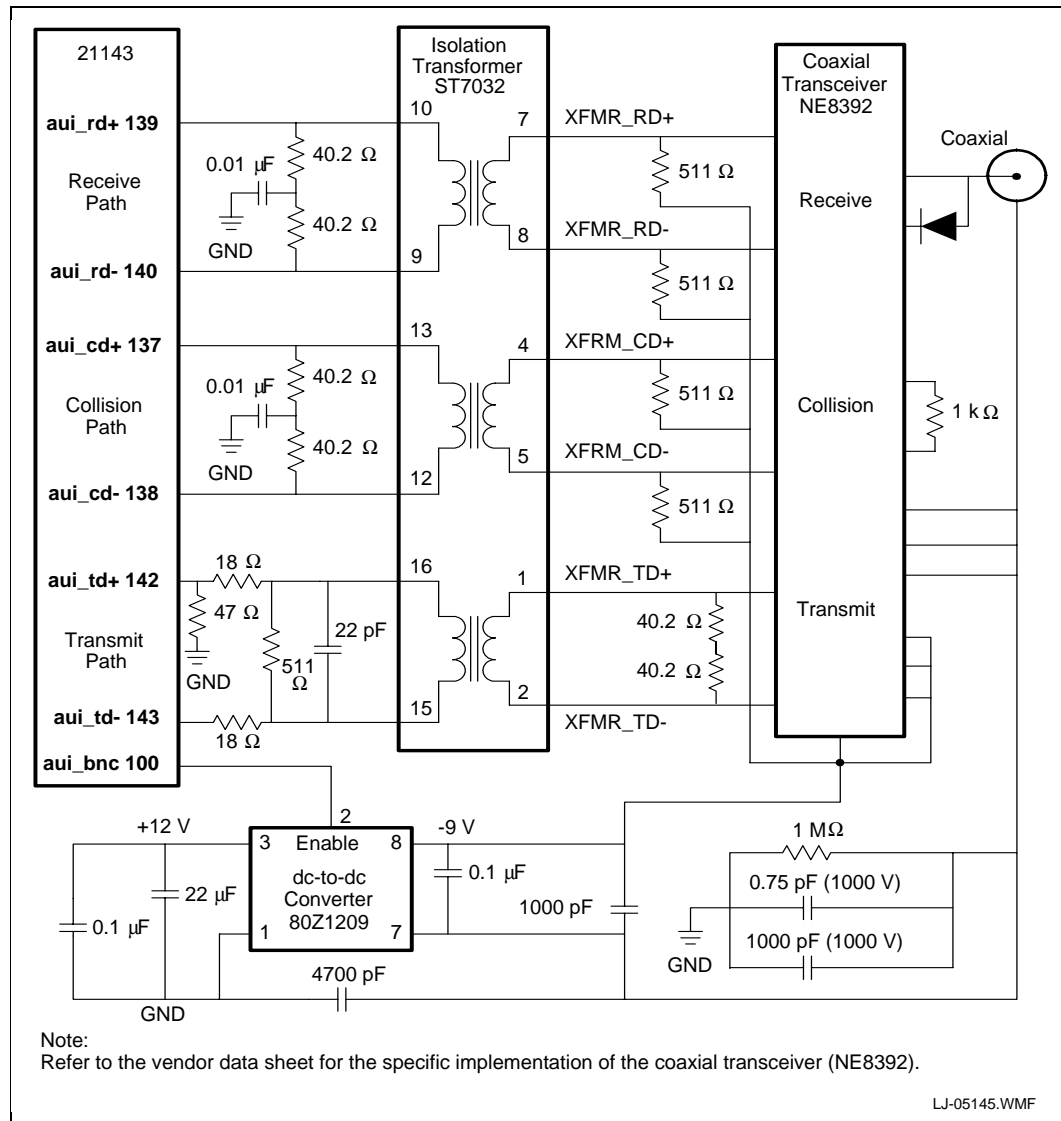 21143
Isolation
Transformer
ST7032
Coaxial
Transceiver
NE8392
Coaxial
aui_rd+ 139
10
7
XFMR_RD+
40.2 Ω
0.01 µF
511 Ω
Receive
Path
Receive
40.2 Ω
GND
8
XFMR_RD-
aui_rd- 140
9
511 Ω
aui_cd+ 137
13
4
XFRM_CD+
40.2 Ω
0.01 µF
511 Ω
Collision
Path
Collision
1 kΩ
40.2 Ω
GND
5
XFRM_CD-
aui_cd- 138
12
511 Ω
18 Ω
aui_td+ 142
16
1
XFMR_TD+
47 Ω
40.2 Ω
Transmit
Transmit
Path
22 pF
511
Ω
GND
40.2 Ω
2
aui_td- 143
15
XFMR_TD-
18 Ω
aui_bnc 100
2
+12 V
-9 V
3
Enable
8
1 MΩ
dc-to-dc
Converter
80Z1209
0.1 µF
0.75 pF (1000 V)
22 µF
1000 pF
0.1 µF
1
7
GND
1000 pF (1000 V)
4700 pF
GND
Note:
Refer to the vendor data sheet for the specific implementation of the coaxial transceiver (NE8392).
LJ-05145.WMF